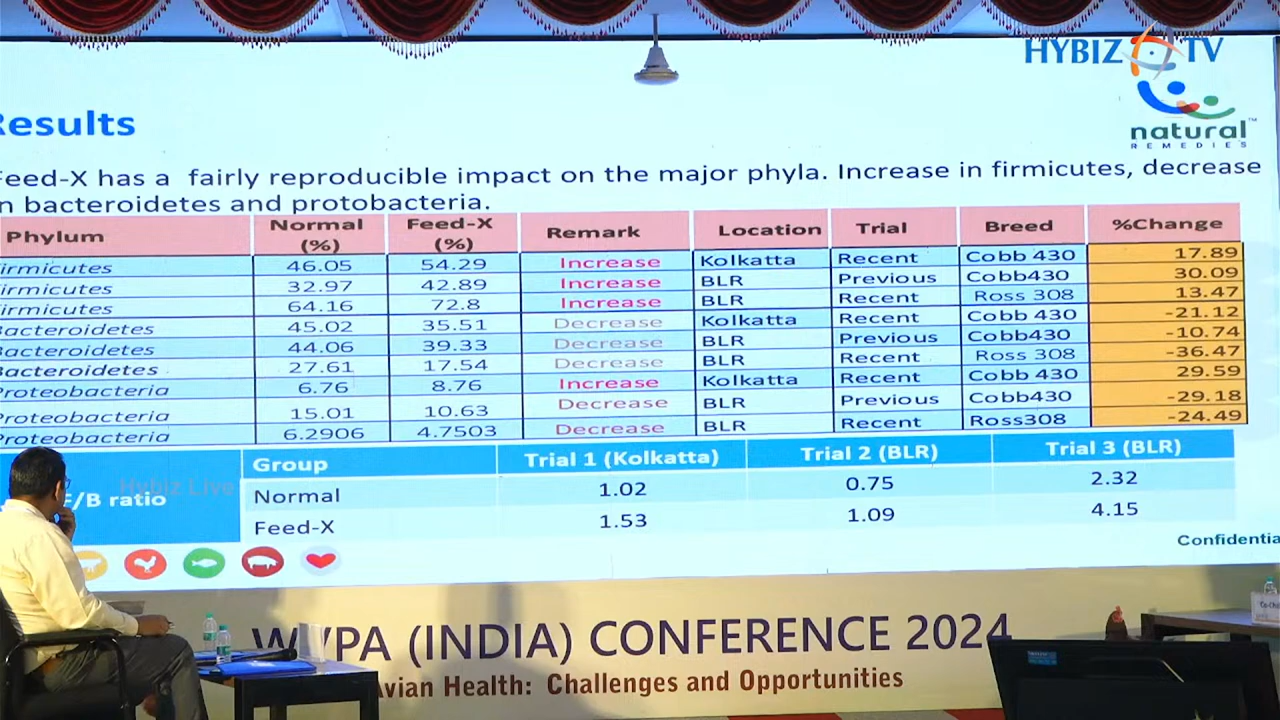 HYBIZ TV
natural
REMEDIES
TM
Results
Feed-X has a fairly reproducible impact on the major phyla. Increase in firmicutes, decrease
in bacteroidetes and protobacteria.
Phylum Normal (%) Feed-X (%) Remark Location Trial Breed %Change
irmicutes 46.05 54.29 Increase Kolkatta Recent Cobb 430 17.89
irmicutes 32.97 42.89 Increase BLR Previous Cobb430 30.09
irmicutes 64.16 72.8 Increase BLR Recent Ross 308 13.47
Bacteroidetes 45.02 35.51 Decrease Kolkatta Recent Cobb 430 -21.12
Bacteroidetes 44.06 39.33 Decrease BLR Previous Cobb430 -10.74
Bacteroidetes 27.61 17.54 Decrease BLR Recent Ross 308 -36.47
Proteobacteria 6.76 8.76 Increase Kolkatta Recent Cobb 430 29.59
Proteobacteria 15.01 10.63 Decrease BLR Previous Cobb430 -29.18
Proteobacteria 6.2906 4.7503 Decrease BLR Recent Ross308 -24.49
F/B ratio Group Trial 1 (Kolkatta) Trial 2 (BLR) Trial 3 (BLR)
Normal 1.02 0.75 2.32
Feed-X 1.53 1.09 4.15
Hybiz Live
Confidentia
WVPA (INDIA) CONFERENCE 2024
Avian Health: Challenges and Opportunities